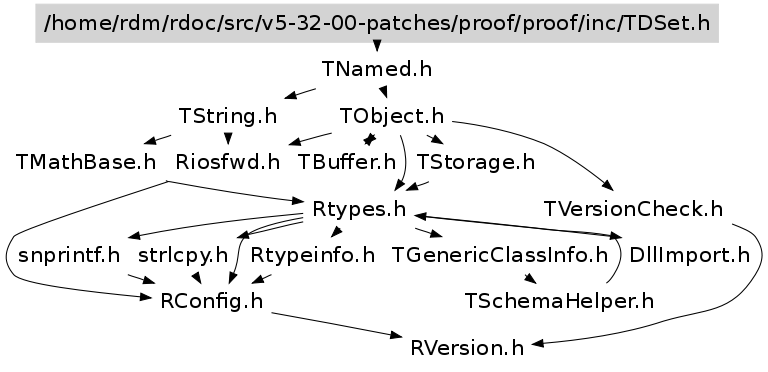 /home/rdm/rdoc/src/v5-32-00-patches/proof/proof/inc/TDSet.h
TNamed.h
TString.h
TObject.h
TMathBase.h
Riosfwd.h
TBuffer.h
TStorage.h
Rtypes.h
TVersionCheck.h
snprintf.h
strlcpy.h
Rtypeinfo.h
TGenericClassInfo.h
DllImport.h
RConfig.h
TSchemaHelper.h
RVersion.h